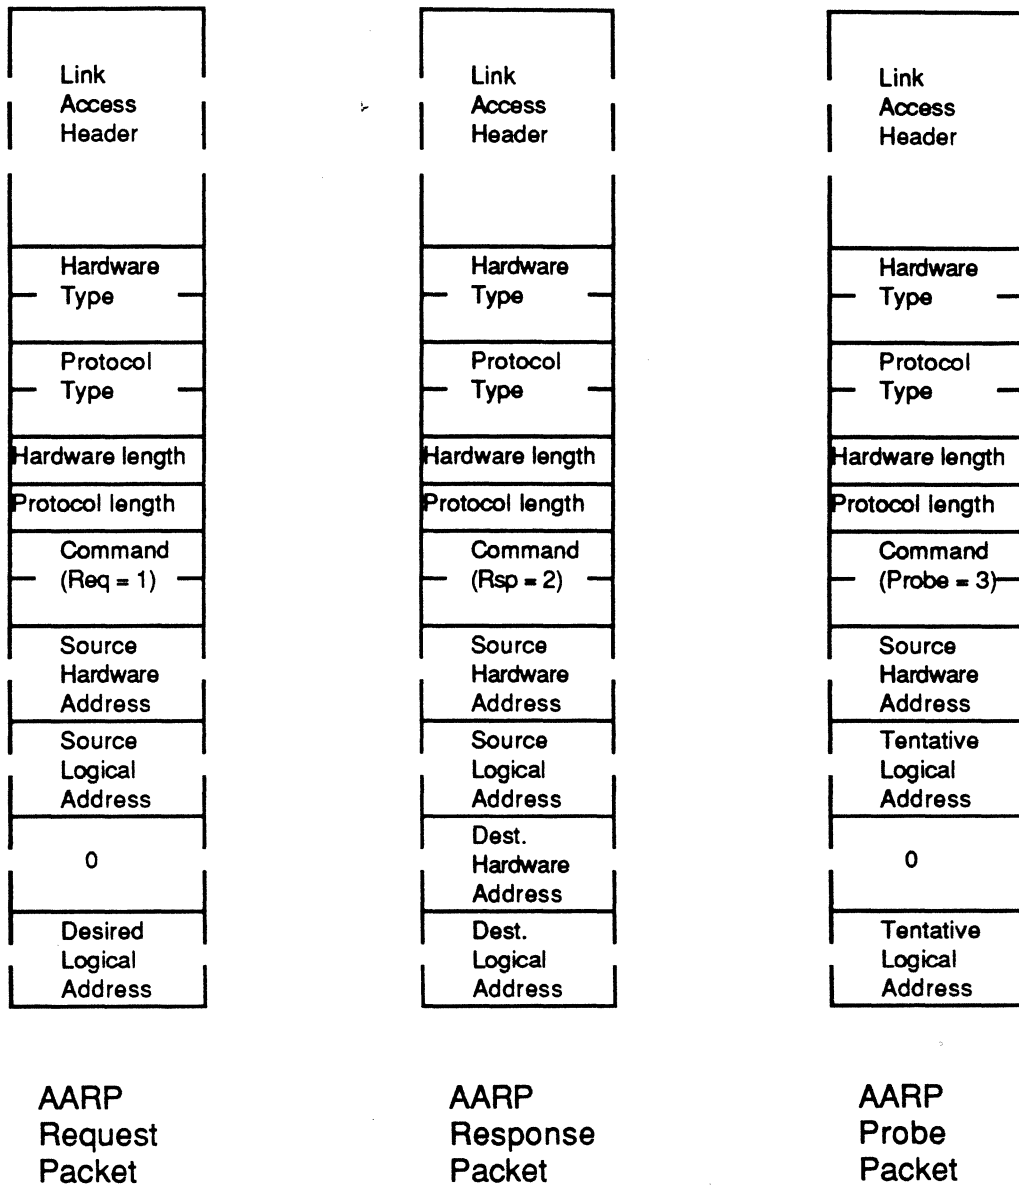 Link
Access
Header
Hardware
Type
Protocol
Type
Hardware length
Protocol length
Command
(Req = 1)
Source
Hardware
Address
Source
Logical
Address
0
Desired
Logical
Address
AARP
Request
Packet
Link
Access
Header
Hardware
Type
Protocol
Type
Hardware length
Protocol length
Command
(Rsp = 2)
Source
Hardware
Address
Source
Logical
Address
Dest.
Hardware
Address
Dest.
Logical
Address
AARP
Response
Packet
Link
Access
Header
Hardware
Type
Protocol
Type
Hardware length
Protocol length
Command
(Probe = 3)
Source
Hardware
Address
Tentative
Logical
Address
0
Tentative
Logical
Address
AARP
Probe
Packet